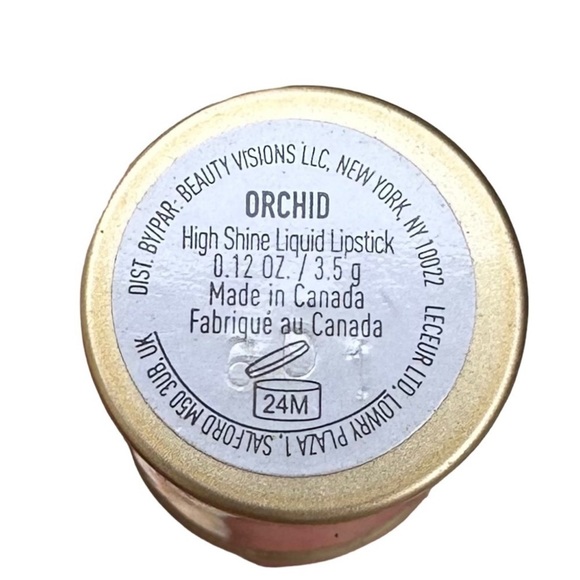 DIST. BY/PAR: BEAUTY VISIONS LLC, NEW YORK, NY 10022
ORCHID
High Shine Liquid Lipstick
0.12 OZ. / 3.5 g
Made in Canada
Fabriqué au Canada
24M
LECEUR LTD. LOWRY PLAZA 1, SALFORD M50 3UB, UK